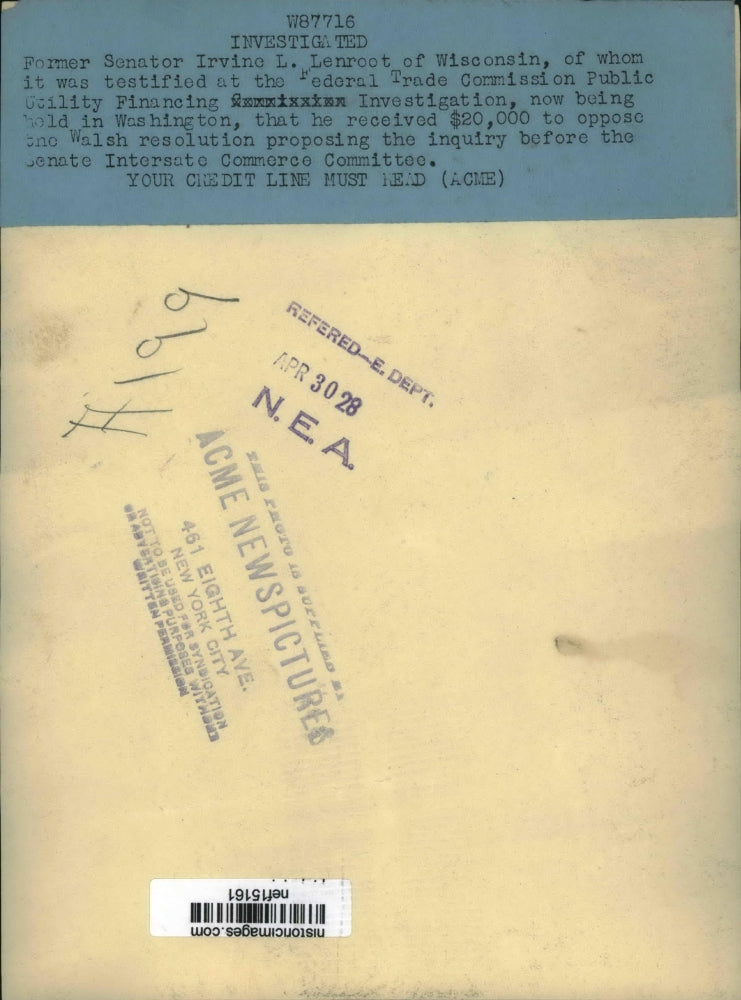 W87716
INVESTIGATED
Former Senator Irvine L. Lenroot of Wisconsin, of whom
it was testified at the Federal Trade Commission Public
Utility Financing Investigation, now being
held in Washington, that he received $20,000 to oppose
the Walsh resolution proposing the inquiry before the
Senate Intersate Commerce Committee.
YOUR CREDIT LINE MUST READ (ACME)
REFERED-E. DEPT.
APR 30 28
N. E. A.
THIS PHOTO IS SUPPLIED BY
ACME NEWSPICTURES
461 EIGHTH AVE.
NEW YORK CITY
NOT TO BE USED FOR SYNDICATION
OR ADVERTISING PURPOSES WITHOUT
WRITTEN PERMISSION
historicimages.com
nef15161